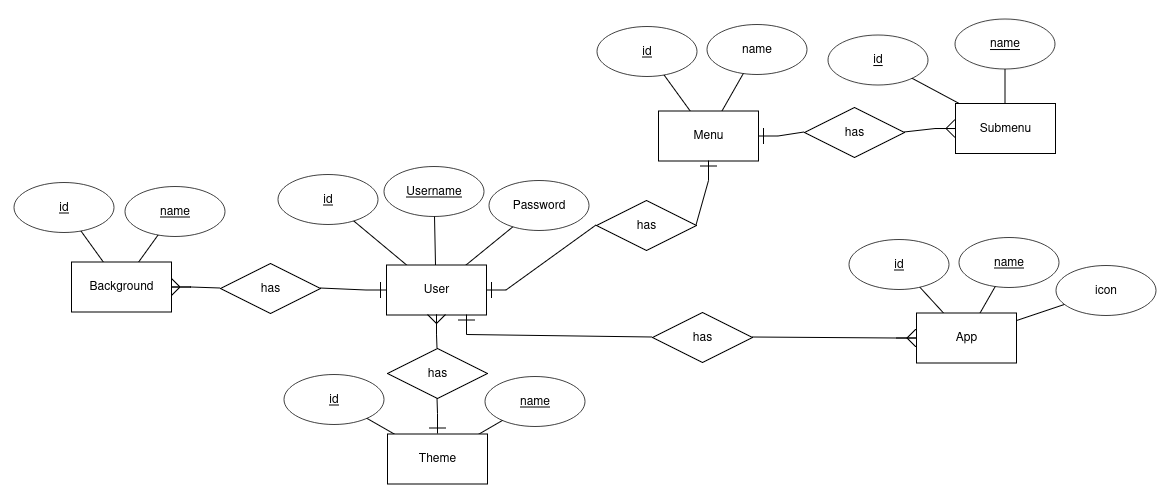 id
name
Menu
has
id
name
Submenu
id
name
Background
has
id
Username
Password
User
has
has
id
name
icon
App
has
id
name
Theme